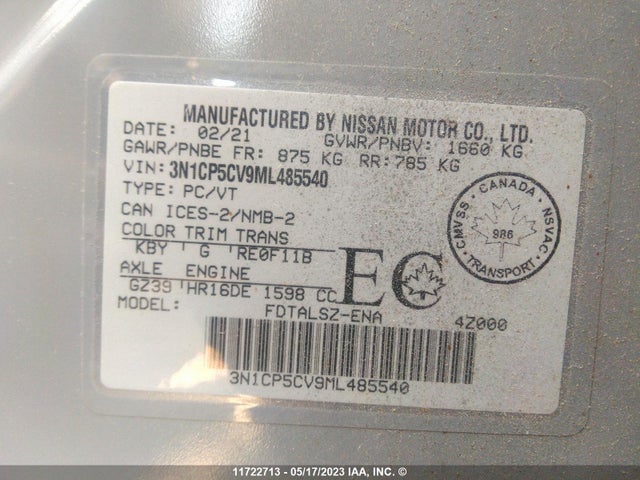 MANUFACTURED BY NISSAN MOTOR CO., LTD.
DATE: 02/21 GVWR/PNBV: 1660 KG
GAWR/PNBE FR: 875 KG RR: 785 KG
VIN: 3N1CP5CV9ML485540
TYPE: PC/VT
CAN ICES-2/NMB-2
COLOR TRIM TRANS
KBY G RE0F11B
AXLE ENGINE
GZ39 HR16DE 1598 CC
MODEL: FDTALSZ-ENA 4Z000
EC
CANADA
CMVSS NSVAC
986
TRANSPORT
3N1CP5CV9ML485540
11722713 - 05/17/2023 IAA, INC. ©